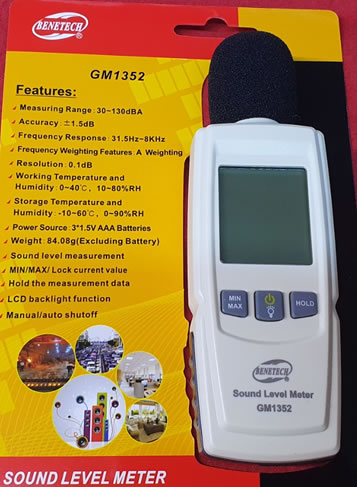 BENETECH
®
GM1352
Features:
Measuring Range: 30~130dBA
Accuracy: ±1.5dB
Frequency Response: 31.5Hz~8KHz
Frequency Weighting Features: A Weighting
Resolution: 0.1dB
Working Temperature and
Humidity: 0~40℃, 10~80%RH
Storage Temperature and
Humidity: -10~60℃, 0~90%RH
Power Source: 3*1.5V AAA Batteries
Weight: 84.08g(Excluding Battery)
Sound level measurement
MIN/MAX/ Lock current value
Hold the measurement data
LCD backlight function
Manual/auto shutoff
SOUND LEVEL METER
MIN
MAX
HOLD
BENETECH
®
Sound Level Meter
GM1352